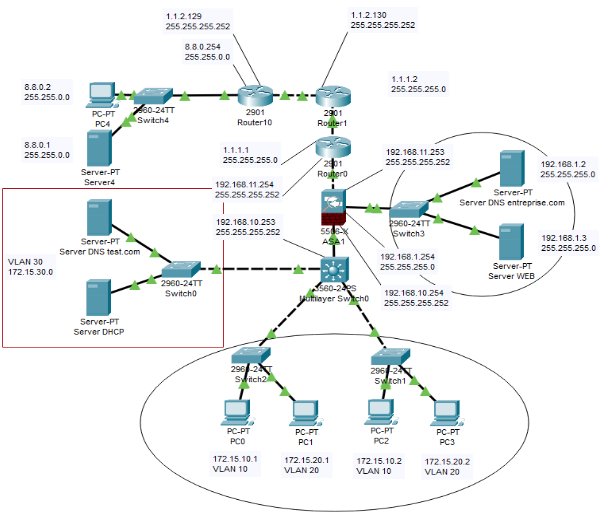 1.1.2.129
255.255.255.252
1.1.2.130
255.255.255.252
8.8.0.254
255.255.0.0
8.8.0.2
255.255.0.0
PC-PT
PC4
2960-24TT
Switch4
2901
Router10
2901
Router1
1.1.1.2
255.255.0.0
8.8.0.1
255.255.0.0
Server-PT
Server4
1.1.1.1
255.255.0.0
2901
Router0
192.168.11.253
255.255.255.252
192.168.1.2
255.255.255.0
Server-PT
Server DNS entreprise.com
192.168.11.254
255.255.255.252
5506-X
ASA1
2960-24TT
Switch3
192.168.10.253
255.255.255.252
192.168.1.3
255.255.255.0
Server-PT
Server WEB
192.168.1.254
255.255.255.0
192.168.10.254
255.255.255.252
Server-PT
Server DNS test.com
VLAN 30
172.15.30.0
2960-24TT
Switch0
3560-24PS
Multilayer Switch0
Server-PT
Server DHCP
2960-24TT
Switch2
2960-24TT
Switch1
PC-PT
PC0
PC-PT
PC1
PC-PT
PC2
PC-PT
PC3
172.15.10.1
VLAN 10
172.15.20.1
VLAN 20
172.15.10.2
VLAN 10
172.15.20.2
VLAN 20